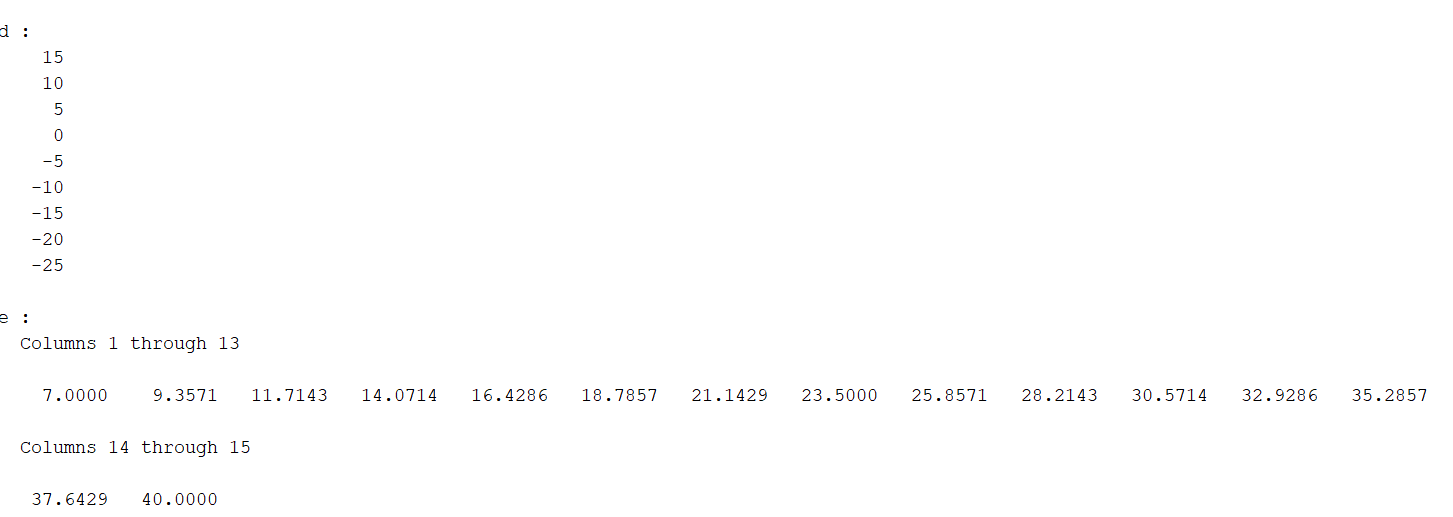 d :
15
10
5
0
-5
-10
-15
-20
-25
e :
Columns 1 through 13
7.0000 9.3571 11.7143 14.0714 16.4286 18.7857 21.1429 23.5000 25.8571 28.2143 30.5714 32.9286 35.2857
Columns 14 through 15
37.6429 40.0000